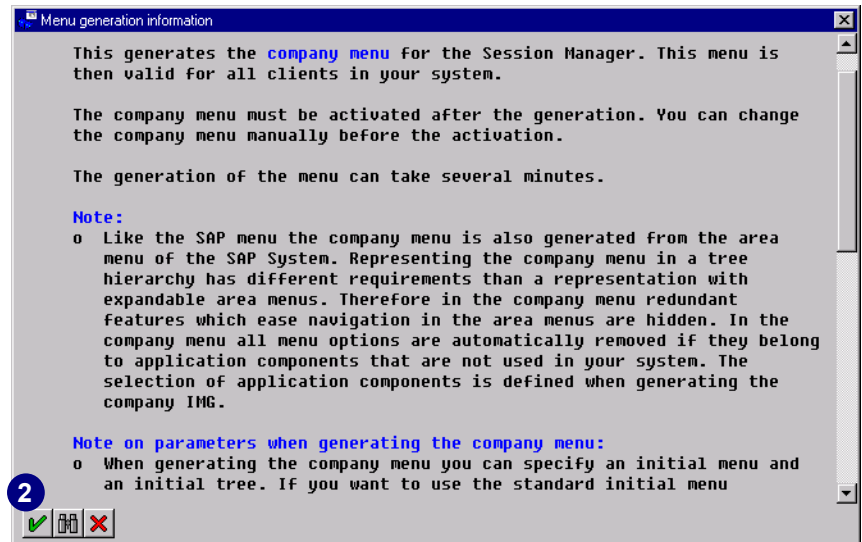 Menu generation information
This generates the company menu for the Session Manager. This menu is
then valid for all clients in your system.
The company menu must be activated after the generation. You can change
the company menu manually before the activation.
The generation of the menu can take several minutes.
Note:
o Like the SAP menu the company menu is also generated from the area
menu of the SAP System. Representing the company menu in a tree
hierarchy has different requirements than a representation with
expandable area menus. Therefore in the company menu redundant
features which ease navigation in the area menus are hidden. In the
company menu all menu options are automatically removed if they belong
to application components that are not used in your system. The
selection of application components is defined when generating the
company IMG.
Note on parameters when generating the company menu:
o When generating the company menu you can specify an initial menu and
an initial tree. If you want to use the standard initial menu
2